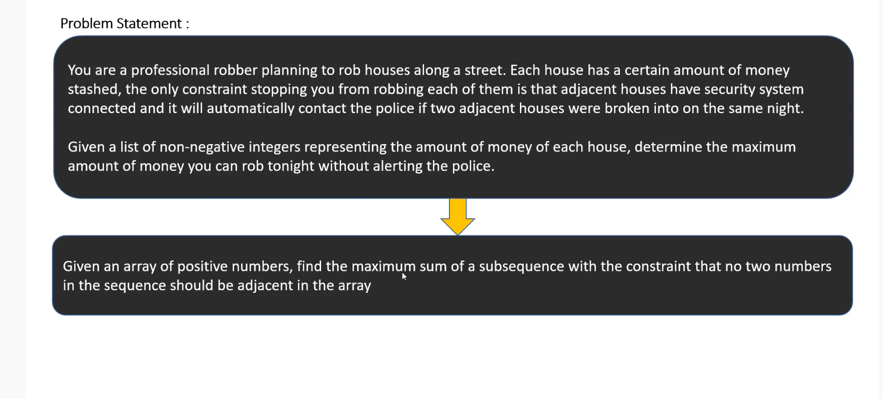 Problem Statement :
You are a professional robber planning to rob houses along a street. Each house has a certain amount of money
stashed, the only constraint stopping you from robbing each of them is that adjacent houses have security system
connected and it will automatically contact the police if two adjacent houses were broken into on the same night.
Given a list of non-negative integers representing the amount of money of each house, determine the maximum
amount of money you can rob tonight without alerting the police.
Given an array of positive numbers, find the maximum sum of a subsequence with the constraint that no two numbers
in the sequence should be adjacent in the array